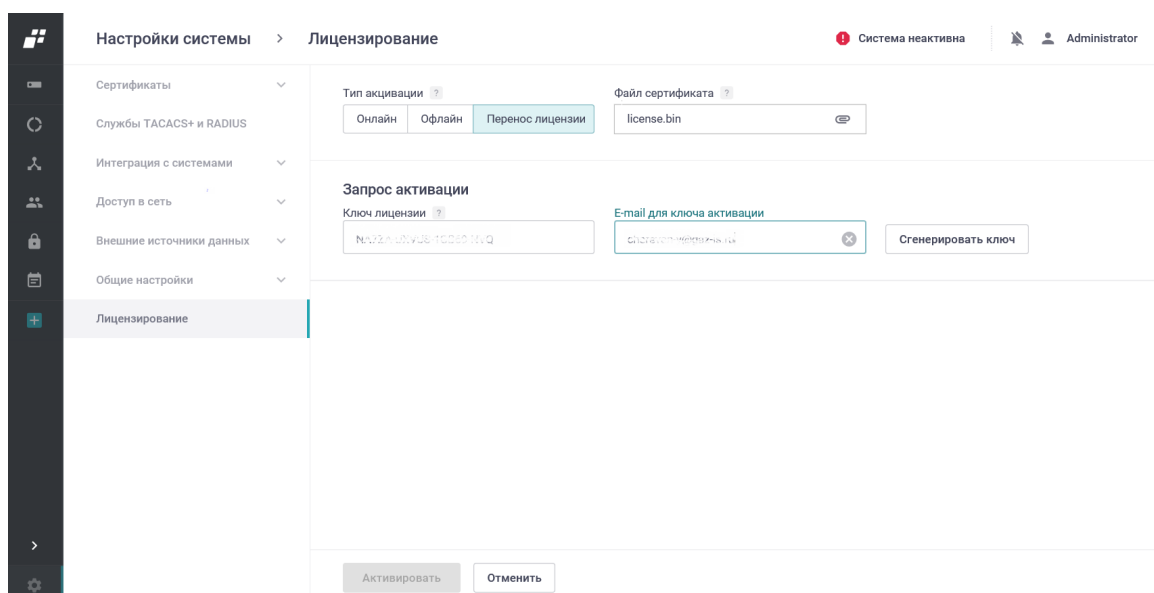 Настройки системы > Лицензирование
Система неактивна
Administrator
Сертификаты
Службы TACACS+ и RADIUS
Интеграция с системами
Доступ в сеть
Внешние источники данных
Общие настройки
Лицензирование
Тип акцивации ?
Файл сертификата ?
Онлайн Офлайн Перенос лицензии
license.bin
Запрос активации
Ключ лицензии ?
E-mail для ключа активации
Сгенерировать ключ
Активировать Отменить